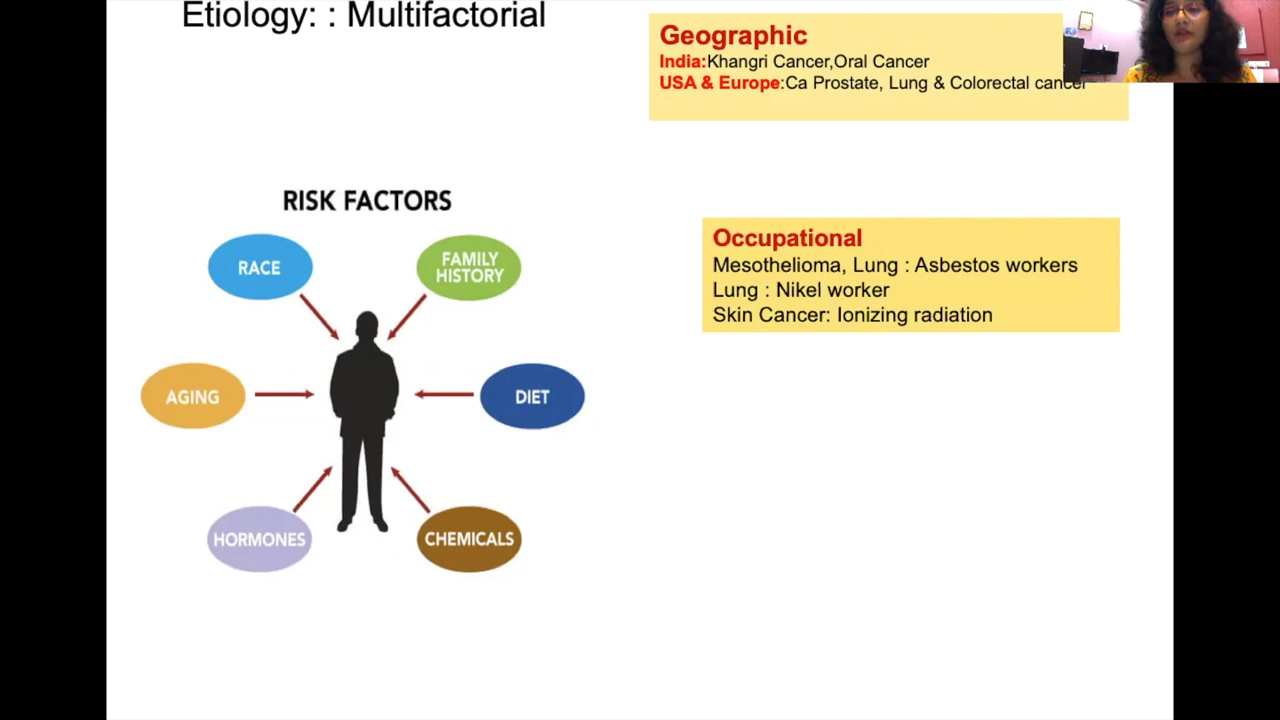 Etiology: : Multifactorial
Geographic
India:Khangri Cancer,Oral Cancer
USA & Europe:Ca Prostate, Lung & Colorectal cancer
RISK FACTORS
RACE
FAMILY
HISTORY
AGING
DIET
HORMONES
CHEMICALS
Occupational
Mesothelioma, Lung : Asbestos workers
Lung : Nikel worker
Skin Cancer: Ionizing radiation